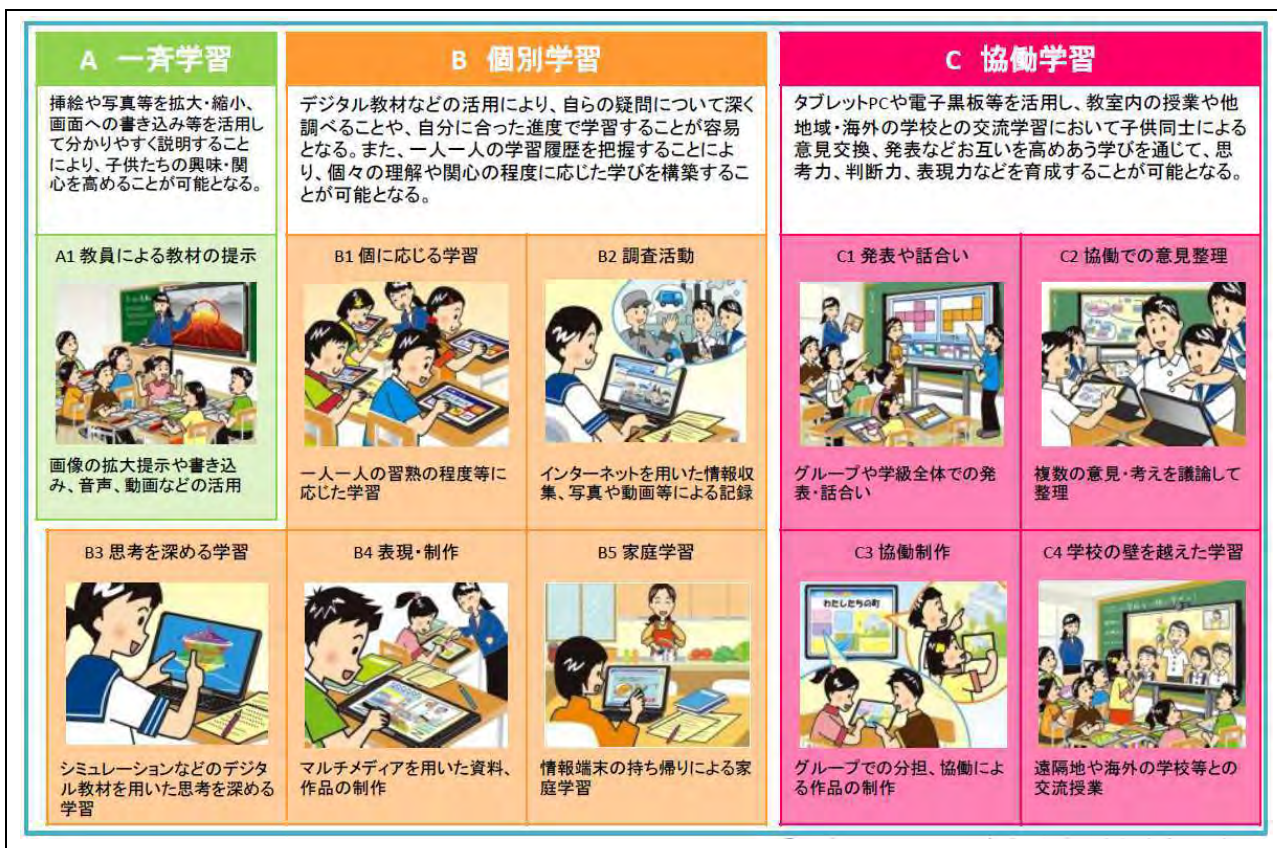 A 一斉学習
挿絵や写真等を拡大・縮小、
画面への書き込み等を活用し
て分かりやすく説明すること
により、子供たちの興味・関
心を高めることが可能となる。
B 個別学習
デジタル教材などの活用により、自らの疑問について深く
調べることや、自分に合った進度で学習することが容易
となる。また、一人一人の学習履歴を把握することによ
り、個々の理解や関心の程度に応じた学びを構築するこ
とが可能となる。
C 協働学習
タブレットPCや電子黒板等を活用し、教室内の授業や他
地域・海外の学校との交流学習において子供同士による
意見交換、発表などお互いを高めあう学びを通じて、思
考力、判断力、表現力などを育成することが可能となる。
A1 教員による教材の提示
画像の拡大提示や書き込
み、音声、動画などの活用
B1 個に応じる学習
一人一人の習熟の程度等に
応じた学習
B2 調査活動
インターネットを用いた情報収
集、写真や動画等による記録
C1 発表や話合い
グループや学級全体での発
表・話合い
C2 協働での意見整理
複数の意見・考えを議論して
整理
B3 思考を深める学習
シミュレーションなどのデジタ
ル教材を用いた思考を深める
学習
B4 表現・制作
マルチメディアを用いた資料、
作品の制作
B5 家庭学習
情報端末の持ち帰りによる家
庭学習
C3 協働制作
わたしたちの町
グループでの分担、協働によ
る作品の制作
C4 学校の壁を越えた学習
遠隔地や海外の学校等との
交流授業